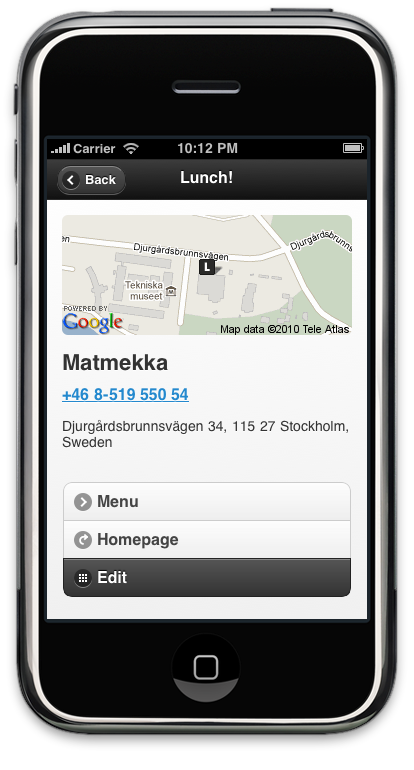 Carrier 10:12 PM
Back Lunch!
en
Djurgårdsbrunnsvägen
Djurgårdsbrunns
L
Tekniska
museet
POWERED BY
Google
Map data ©2010 Tele Atlas
Matmekka
+46 8-519 550 54
Djurgårdsbrunnsvägen 34, 115 27 Stockholm,
Sweden
Menu
Homepage
Edit